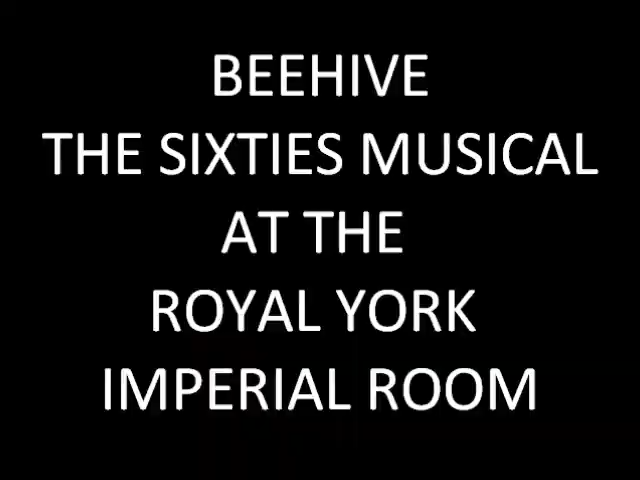 BEEHIVE
THE SIXTIES MUSICAL
AT THE
ROYAL YORK
IMPERIAL ROOM